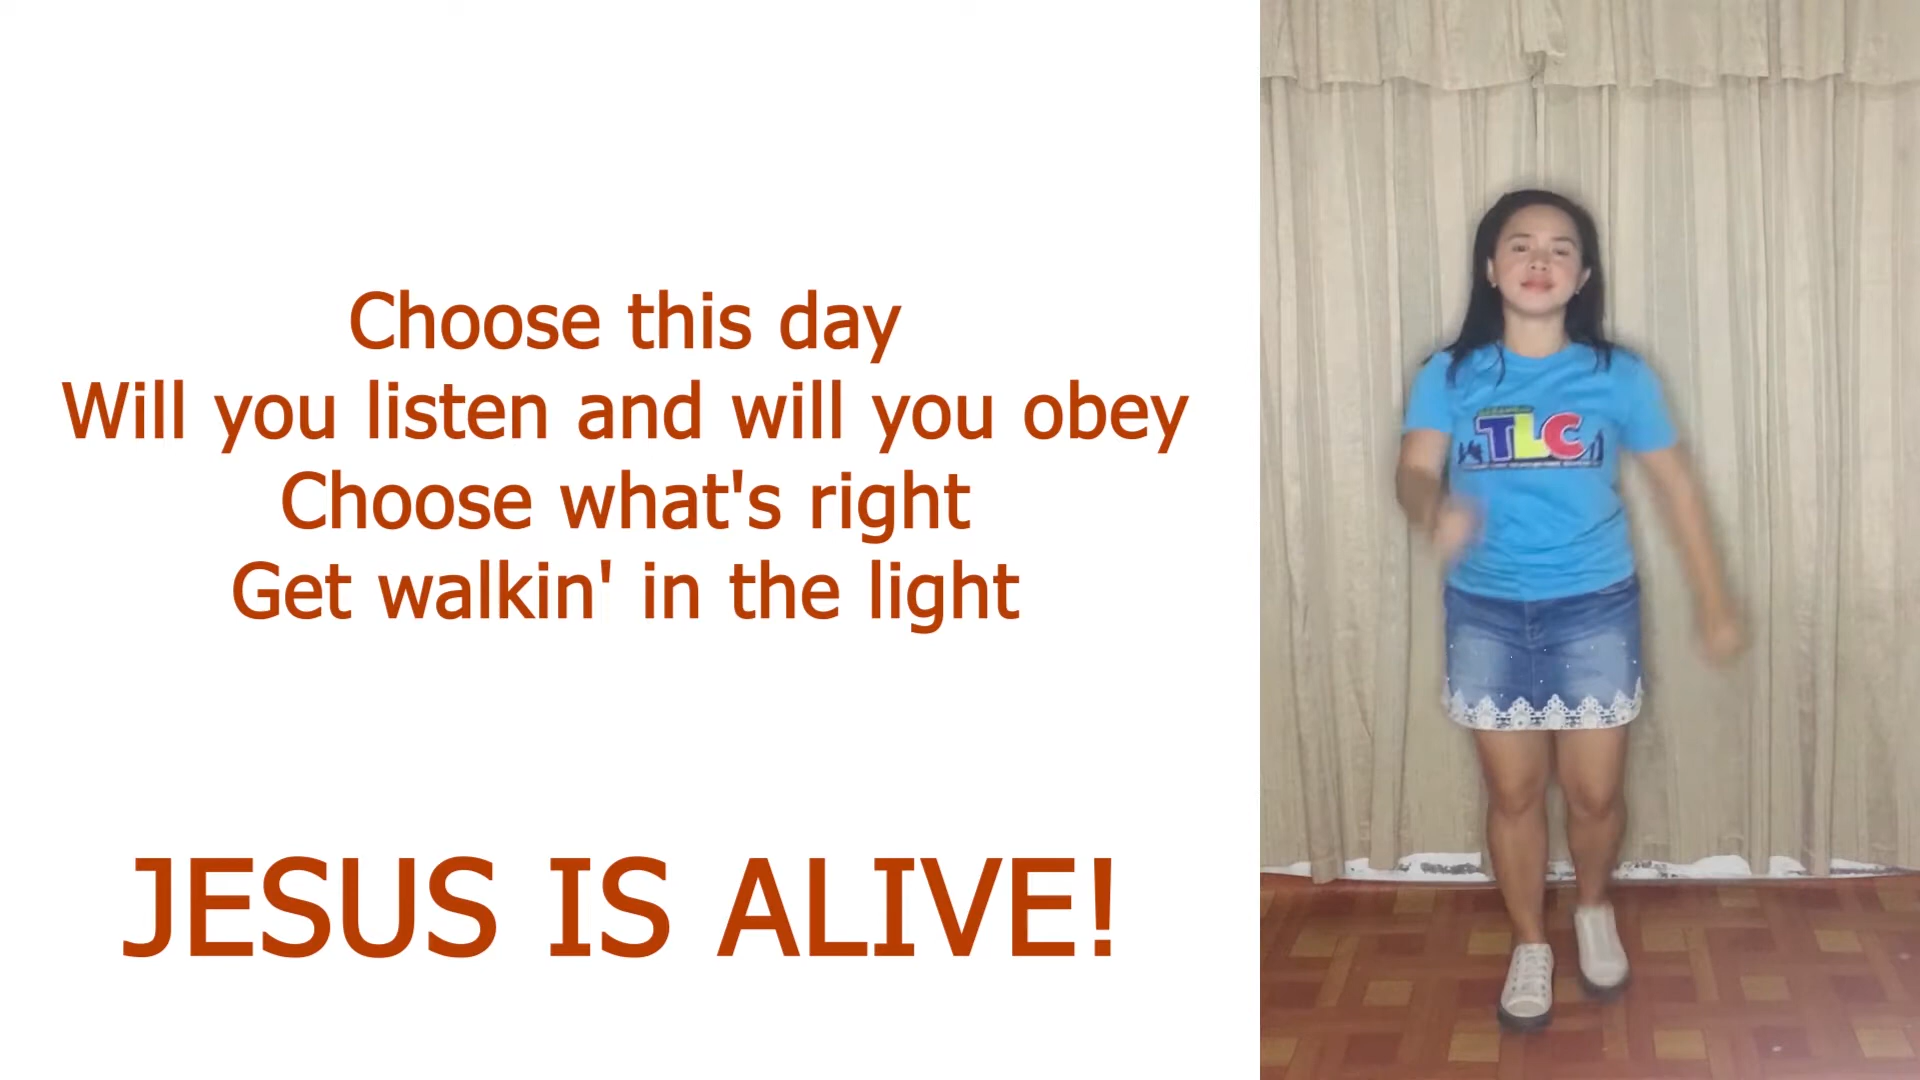 Choose this day
Will you listen and will you obey
Choose what's right
Get walkin' in the light
JESUS IS ALIVE!
TLC